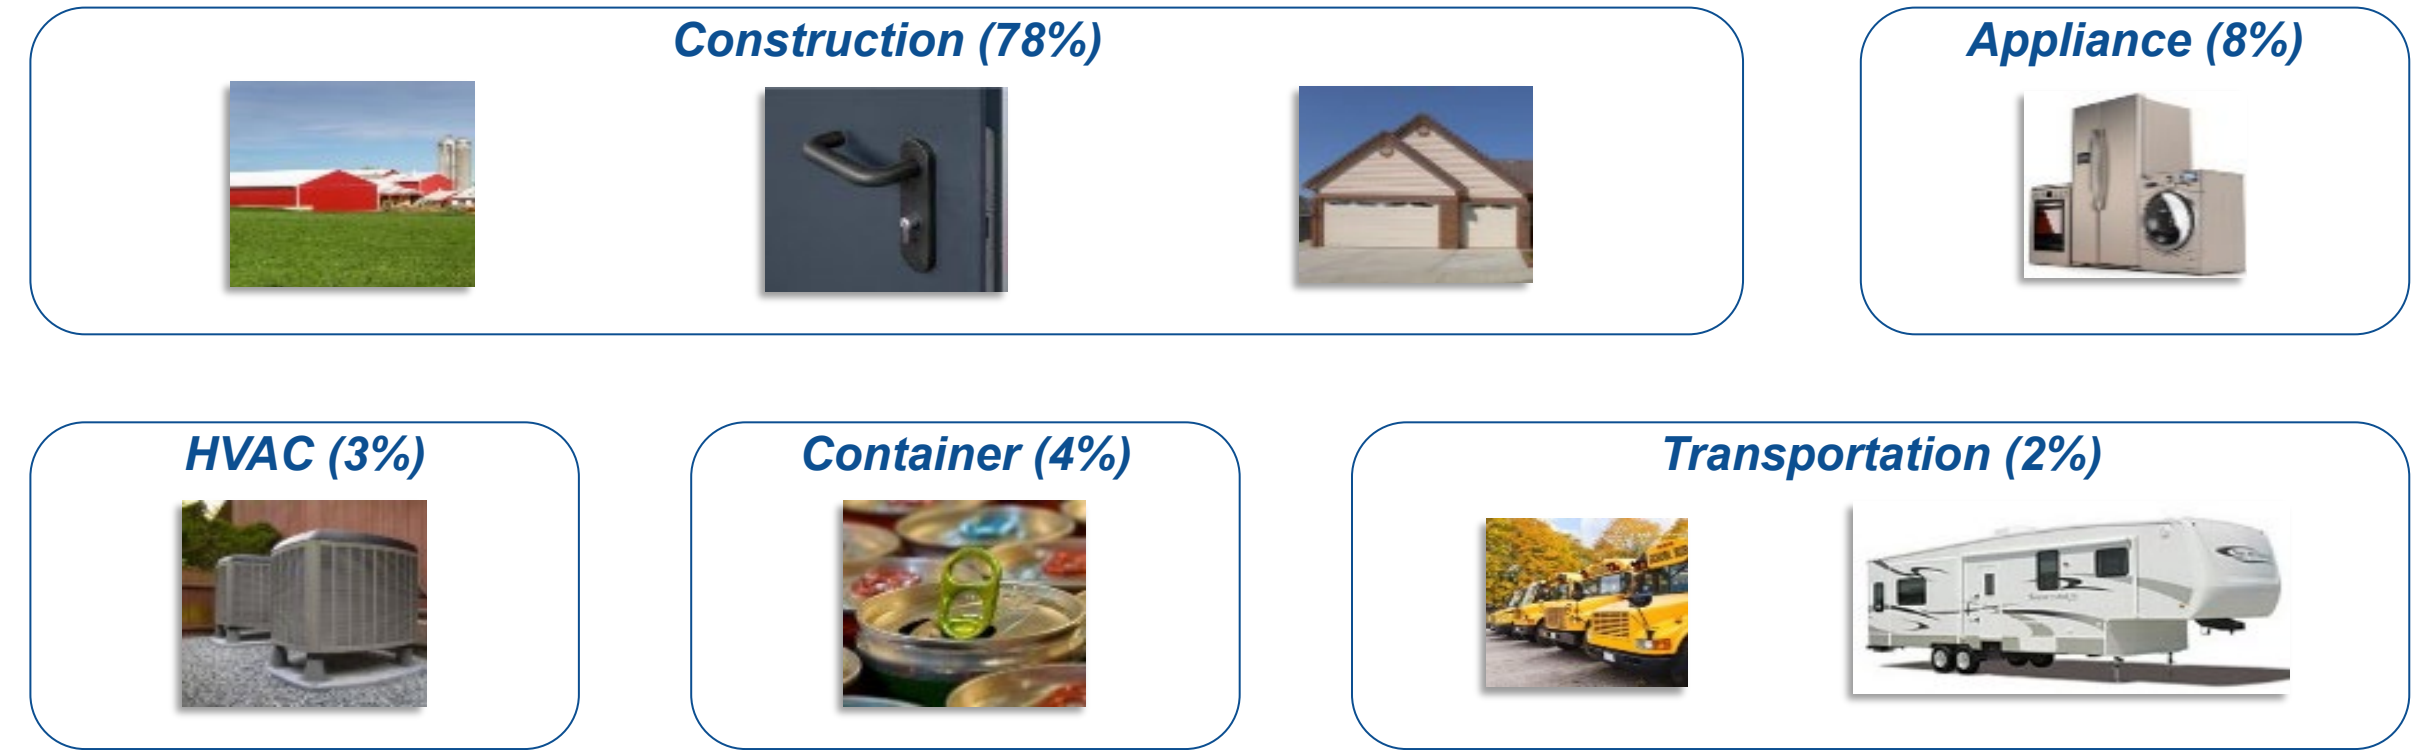 Construction (78%)
Appliance (8%)
HVAC (3%)
Container (4%)
Transportation (2%)